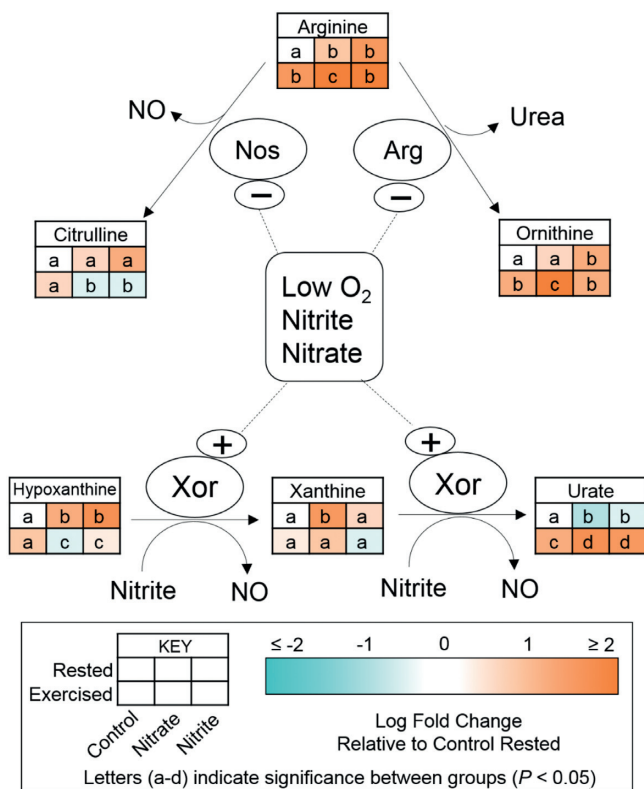 Arginine
a b b
b c b
NO
Urea
Nos
Arg
−
−
Citrulline
a a a
a b b
Ornithine
a a b
b c b
Low O₂
Nitrite
Nitrate
+
+
Hypoxanthine
a b b
a c c
Xor
Xanthine
a b a
a a a
Xor
Urate
a b b
c d d
Nitrite
NO
Nitrite
NO
KEY
Rested
Exercised
Control
Nitrate
Nitrite
≤ -2 -1 0 1 ≥ 2
Log Fold Change
Relative to Control Rested
Letters (a-d) indicate significance between groups (P < 0.05)